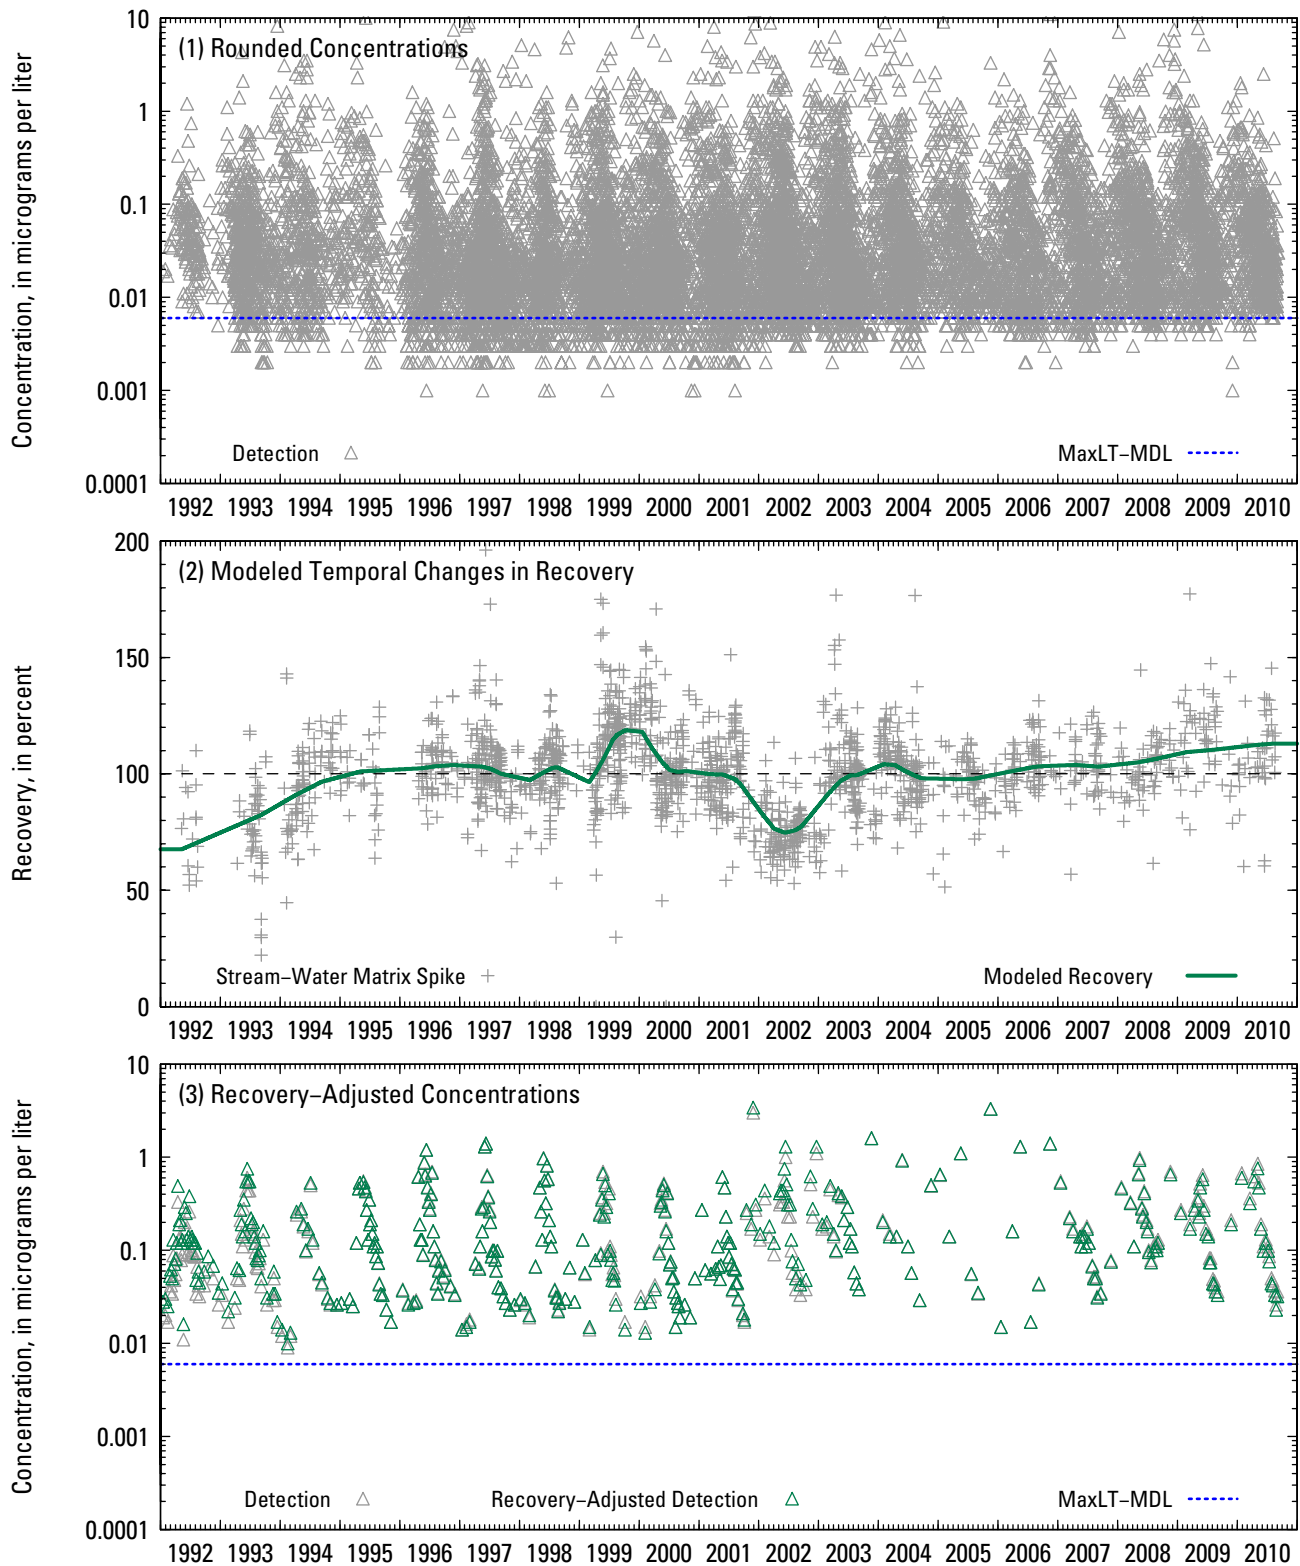 (1) Rounded Concentrations
Concentration, in micrograms per liter
10
1
0.1
0.01
0.001
0.0001
Detection
MaxLT−MDL
1992 1993 1994 1995 1996 1997 1998 1999 2000 2001 2002 2003 2004 2005 2006 2007 2008 2009 2010
(2) Modeled Temporal Changes in Recovery
Recovery, in percent
200
150
100
50
0
Stream−Water Matrix Spike
Modeled Recovery
1992 1993 1994 1995 1996 1997 1998 1999 2000 2001 2002 2003 2004 2005 2006 2007 2008 2009 2010
(3) Recovery−Adjusted Concentrations
Concentration, in micrograms per liter
10
1
0.1
0.01
0.001
0.0001
Detection
Recovery−Adjusted Detection
MaxLT−MDL
1992 1993 1994 1995 1996 1997 1998 1999 2000 2001 2002 2003 2004 2005 2006 2007 2008 2009 2010